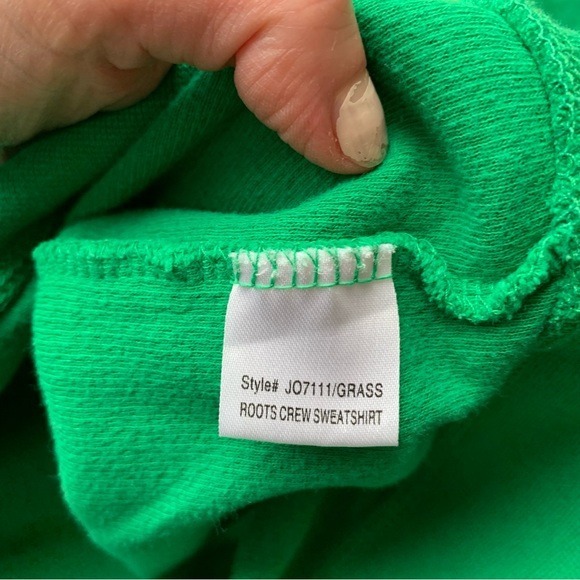 Style# JO7111/GRASS
ROOTS CREW SWEATSHIRT